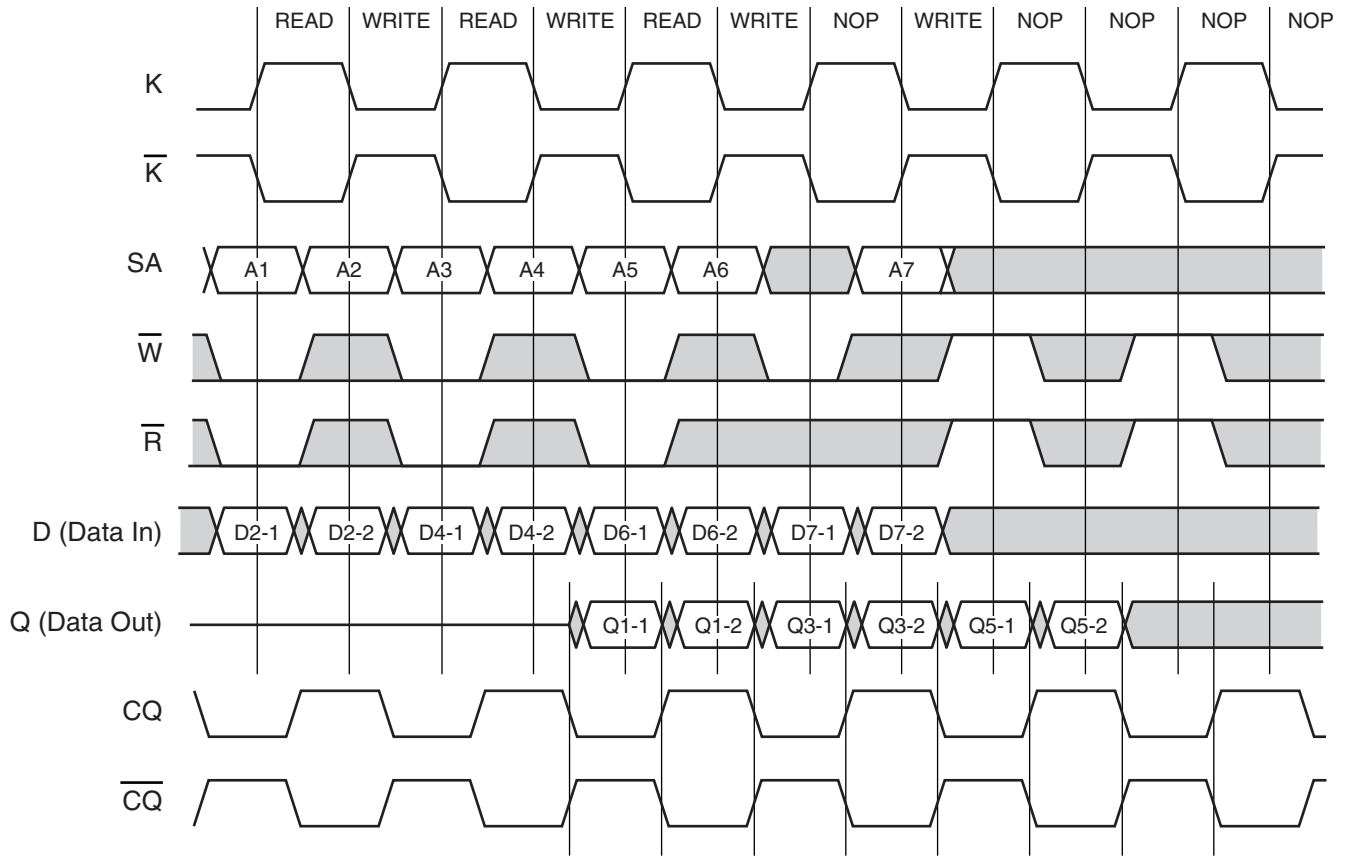 READ WRITE READ WRITE READ WRITE NOP WRITE NOP NOP NOP NOP
K
K̅
SA A1 A2 A3 A4 A5 A6 A7
W̅
R̅
D (Data In) D2-1 D2-2 D4-1 D4-2 D6-1 D6-2 D7-1 D7-2
Q (Data Out) Q1-1 Q1-2 Q3-1 Q3-2 Q5-1 Q5-2
CQ
C̅Q̅